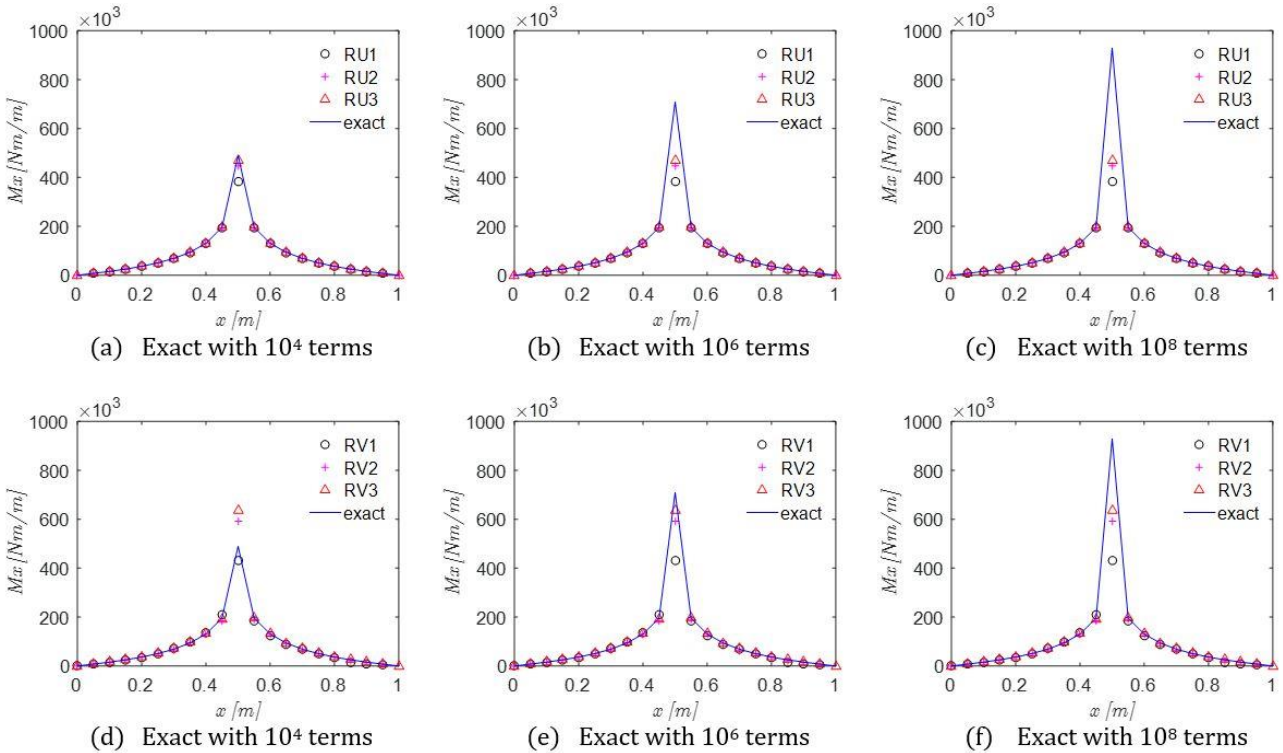 ×10³
1000
800
600
400
200
0
Mx [Nm/m]
RU1
RU2
RU3
exact
0 0.2 0.4 0.6 0.8 1
x [m]
(a) Exact with 10⁴ terms
×10³
1000
800
600
400
200
0
Mx [Nm/m]
RU1
RU2
RU3
exact
0 0.2 0.4 0.6 0.8 1
x [m]
(b) Exact with 10⁶ terms
×10³
1000
800
600
400
200
0
Mx [Nm/m]
RU1
RU2
RU3
exact
0 0.2 0.4 0.6 0.8 1
x [m]
(c) Exact with 10⁸ terms
×10³
1000
800
600
400
200
0
Mx [Nm/m]
RV1
RV2
RV3
exact
0 0.2 0.4 0.6 0.8 1
x [m]
(d) Exact with 10⁴ terms
×10³
1000
800
600
400
200
0
Mx [Nm/m]
RV1
RV2
RV3
exact
0 0.2 0.4 0.6 0.8 1
x [m]
(e) Exact with 10⁶ terms
×10³
1000
800
600
400
200
0
Mx [Nm/m]
RV1
RV2
RV3
exact
0 0.2 0.4 0.6 0.8 1
x [m]
(f) Exact with 10⁸ terms